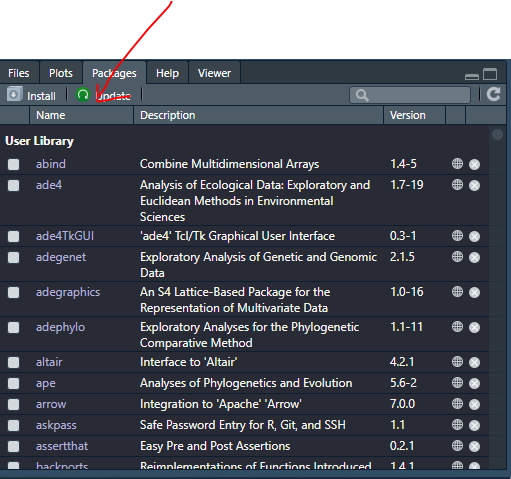 Files Plots Packages Help Viewer
Install Update
Name Description Version
User Library
abind Combine Multidimensional Arrays 1.4-5
ade4 Analysis of Ecological Data: Exploratory and 1.7-19
Euclidean Methods in Environmental
Sciences
ade4TkGUI 'ade4' Tcl/Tk Graphical User Interface 0.3-1
adegenet Exploratory Analysis of Genetic and Genomic 2.1.5
Data
adegraphics An S4 Lattice-Based Package for the 1.0-16
Representation of Multivariate Data
adephylo Exploratory Analyses for the Phylogenetic 1.1-11
Comparative Method
altair Interface to 'Altair' 4.2.1
ape Analyses of Phylogenetics and Evolution 5.6-2
arrow Integration to 'Apache' 'Arrow' 7.0.0
askpass Safe Password Entry for R, Git, and SSH 1.1
assertthat Easy Pre and Post Assertions 0.2.1
backports Reimplementations of Functions Introduced 1.4.1